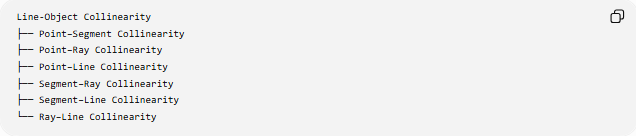 Line-Object Collinearity
├── Point–Segment Collinearity
├── Point–Ray Collinearity
├── Point–Line Collinearity
├── Segment–Ray Collinearity
├── Segment–Line Collinearity
└── Ray–Line Collinearity